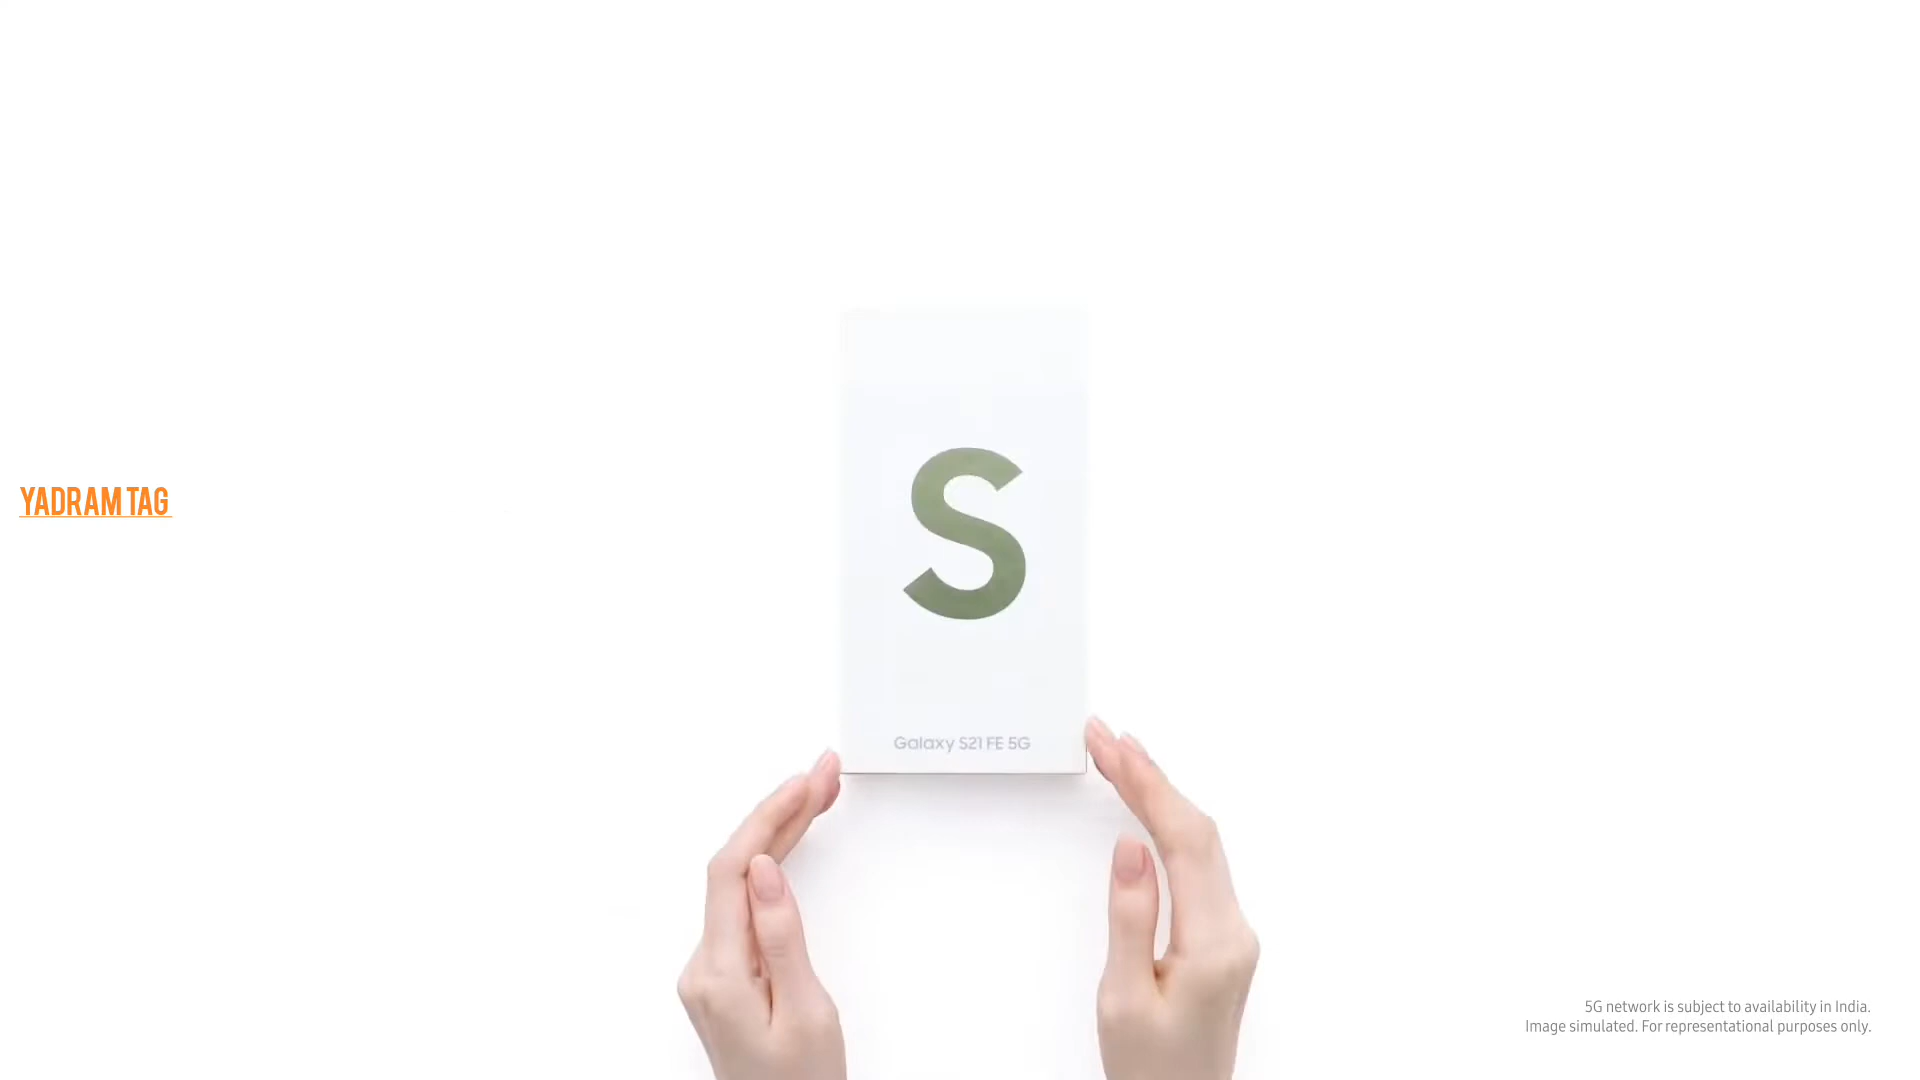 YADRAM TAG
S
Galaxy S21 FE 5G
5G network is subject to availability in India.
Image simulated. For representational purposes only.